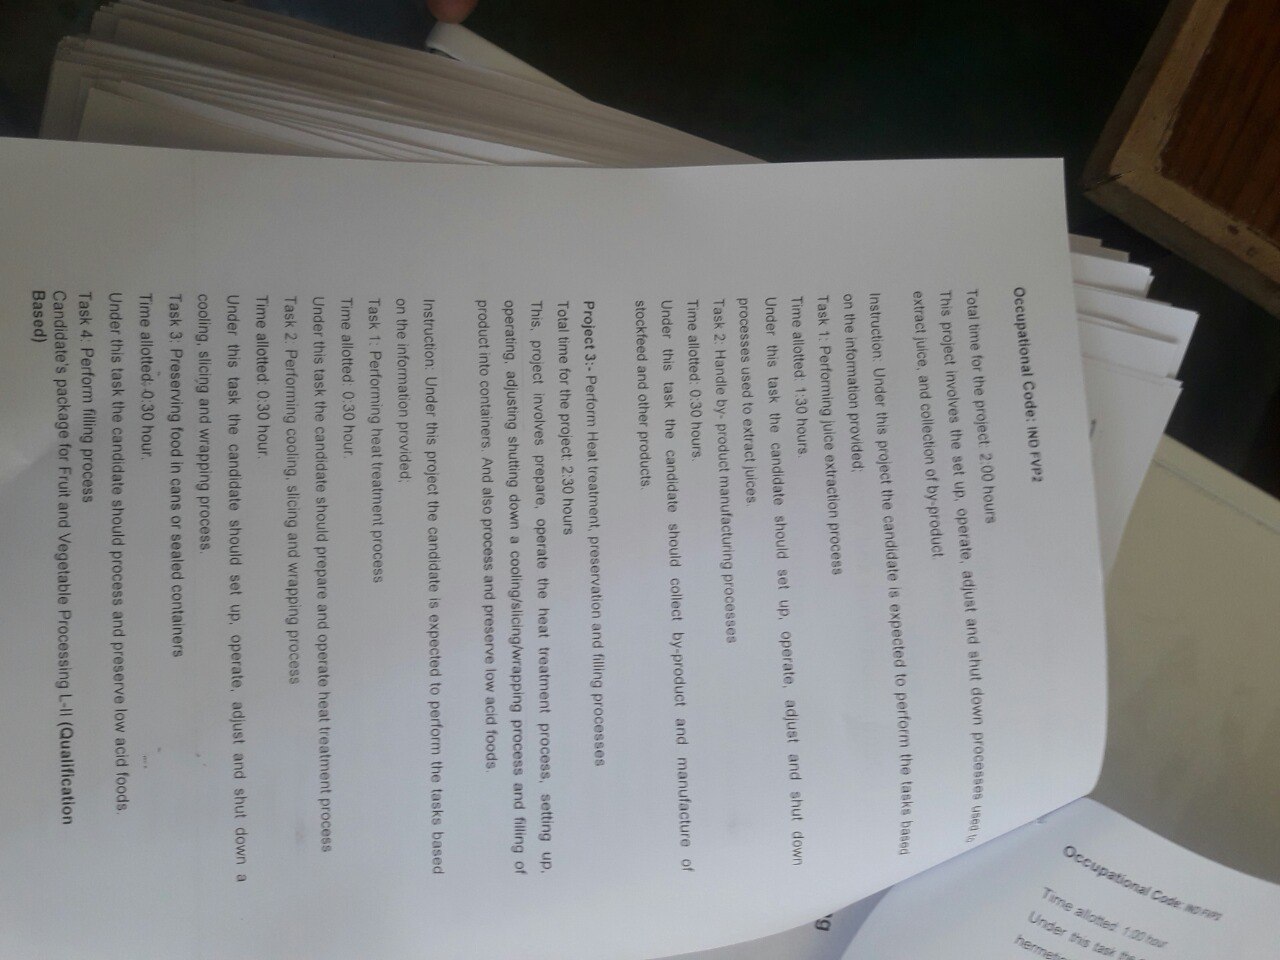 Occupational Code: IND FVP2
Total time for the project: 2:00 hours
This project involves the set up, operate, adjust and shut down processes used to
extract juice, and collection of by-product
Instruction: Under this project the candidate is expected to perform the tasks based
on the information provided;
Task 1: Performing juice extraction process
Time allotted: 1:30 hours.
Under this task the candidate should set up, operate, adjust and shut down
processes used to extract juices.
Task 2: Handle by- product manufacturing processes
Time allotted: 0:30 hours.
Under this task the candidate should collect by-product and manufacture of
stockfeed and other products.
Project 3:- Perform Heat treatment, preservation and filling processes
Total time for the project: 2:30 hours
This, project involves prepare, operate the heat treatment process, setting up,
operating, adjusting shutting down a cooling/slicing/wrapping process and filling of
product into containers. And also process and preserve low acid foods.
Instruction: Under this project the candidate is expected to perform the tasks based
on the information provided;
Task 1: Performing heat treatment process
Time allotted: 0:30 hour.
Under this task the candidate should prepare and operate heat treatment process
Task 2. Performing cooling, slicing and wrapping process
Time allotted: 0:30 hour.
Under this task the candidate should set up, operate, adjust and shut down a
cooling, slicing and wrapping process.
Task 3. Preserving food in cans or sealed containers
Time allotted: 0:30 hour.
Under this task the candidate should process and preserve low acid foods.
Task 4: Perform filling process
Candidate's package for Fruit and Vegetable Processing L-II (Qualification
Based)
Occupational Code: IND FVP2
Time allotted: 1:00 hour
Under this task the